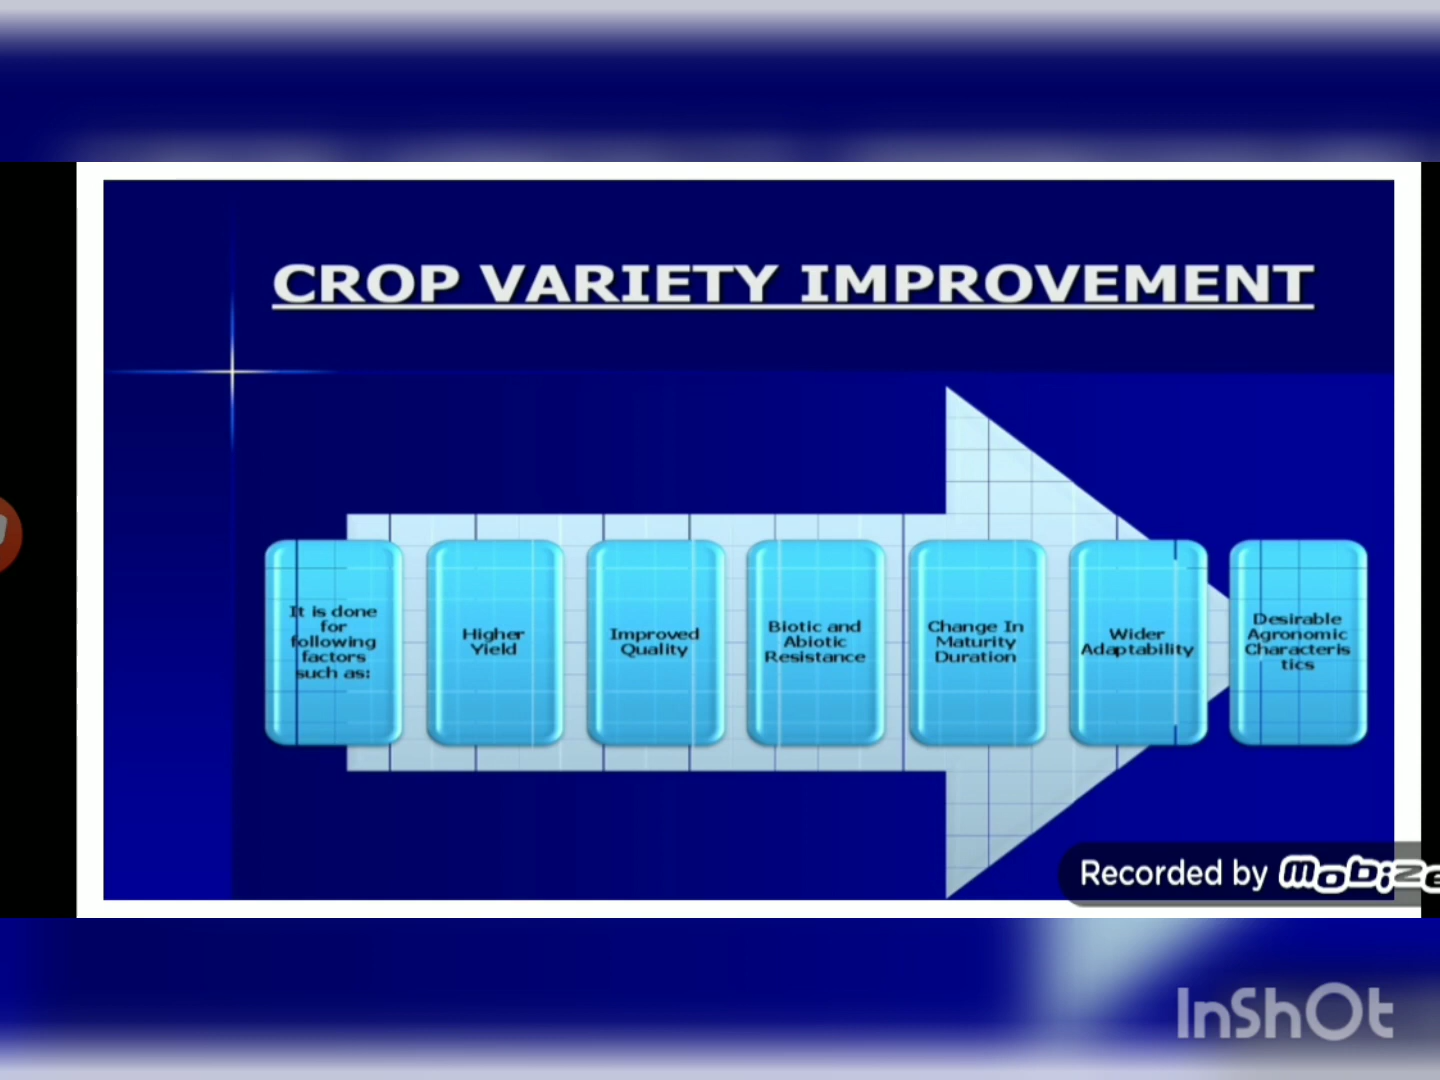 CROP VARIETY IMPROVEMENT
It is done
for
following
factors
such as:
Higher
Yield
Improved
Quality
Biotic and
Abiotic
Resistance
Change In
Maturity
Duration
Wider
Adaptability
Desirable
Agronomic
Characteris
tics
Recorded by mobize
InShOt